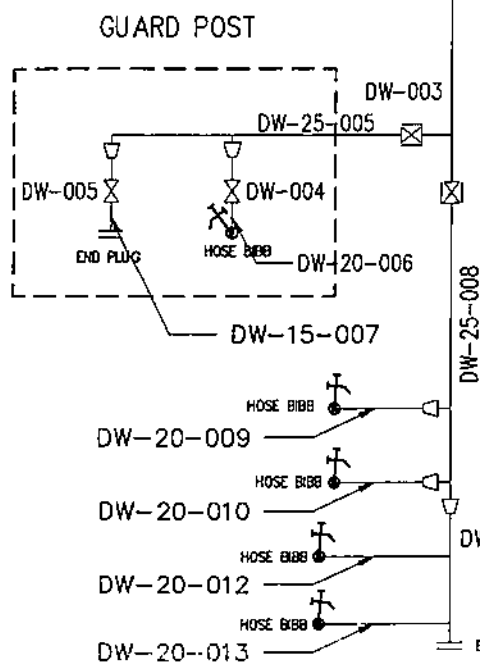 GUARD POST
DW-003
DW-25-005
DW-005
DW-004
END PLUG
HOSE BIBB
DW-20-006
DW-25-008
DW-15-007
HOSE BIBB
DW-20-009
HOSE BIBB
DW-20-010
DW
HOSE BIBB
DW-20-012
HOSE BIBB
DW-20-013
E